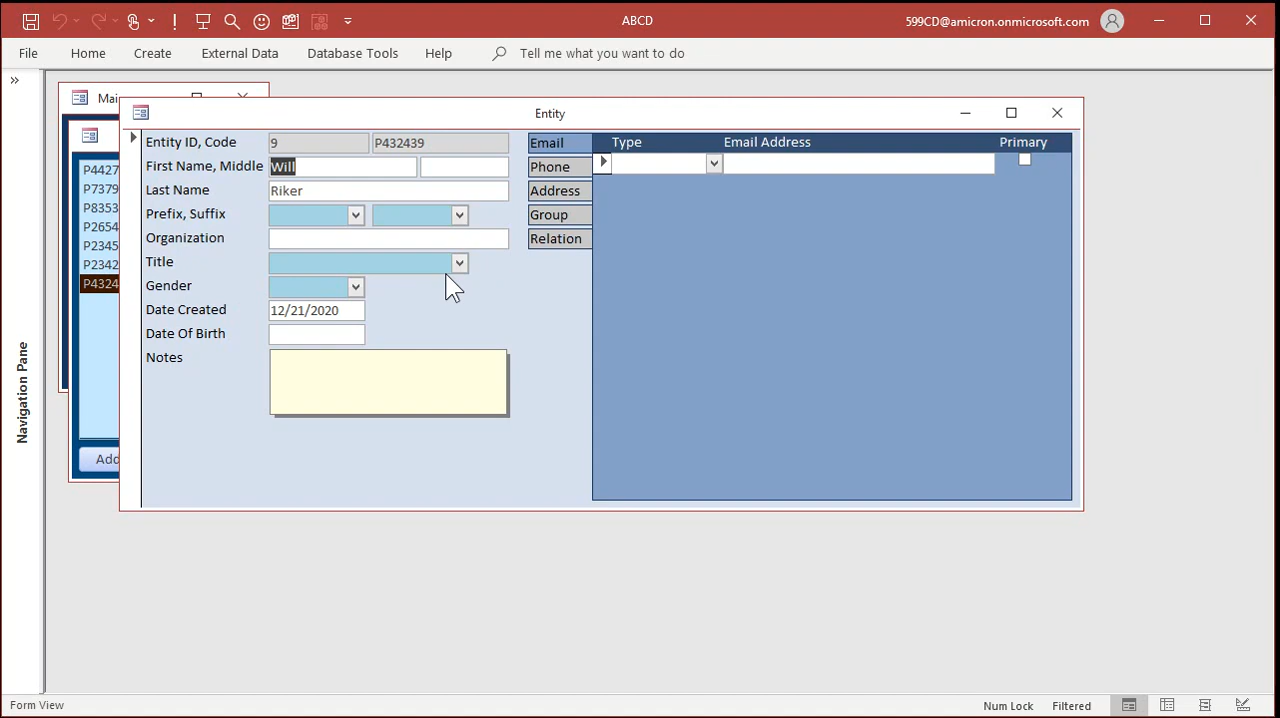 ABCD
599CD@amicron.onmicrosoft.com
File Home Create External Data Database Tools Help Tell me what you want to do
Entity
Entity ID, Code 9 P432439
First Name, Middle Will
Last Name Riker
Prefix, Suffix
Organization
Title
Gender
Date Created 12/21/2020
Date Of Birth
Notes
Email
Phone
Address
Group
Relation
Type Email Address Primary
P4427
P7379
P8353
P2654
P2345
P2342
P4324
Add
Navigation Pane
Form View Num Lock Filtered